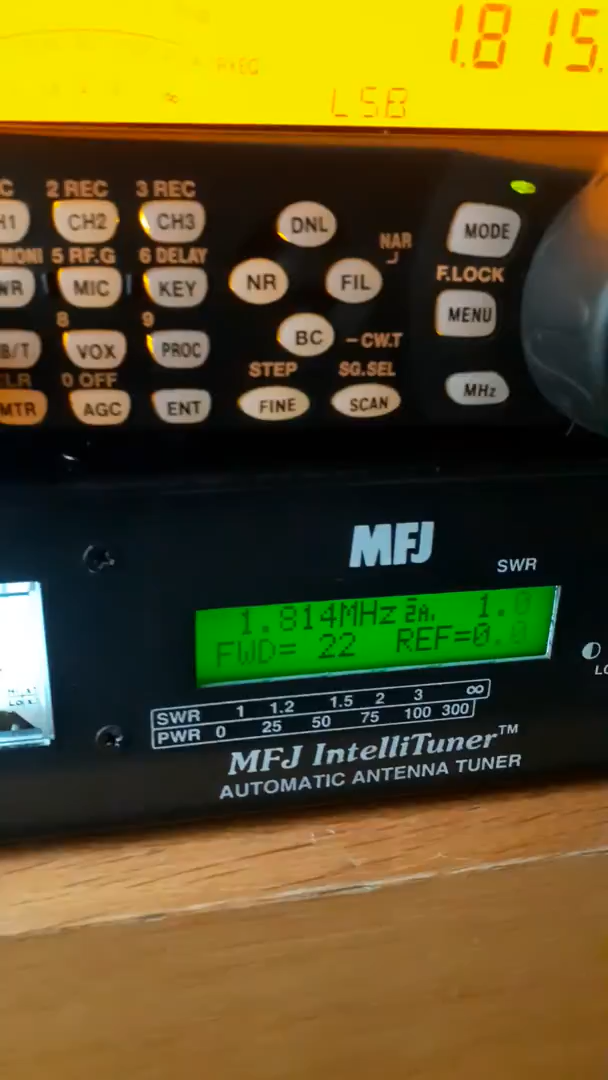 1.815.
LSB
2 REC 3 REC
CH2 CH3 DNL MODE
MONI 5 RF.G 6 DELAY NAR
MIC KEY NR FIL F.LOCK
MENU
8 9
VOX PROC BC -CW.T
0 OFF STEP SG.SEL
MTR AGC ENT FINE SCAN MHz
MFJ
SWR
1.814MHz 2A. 1.0
FWD= 22 REF=0.0
SWR 1 1.2 1.5 2 3 ∞
PWR 0 25 50 75 100 300
MFJ IntelliTuner™
AUTOMATIC ANTENNA TUNER